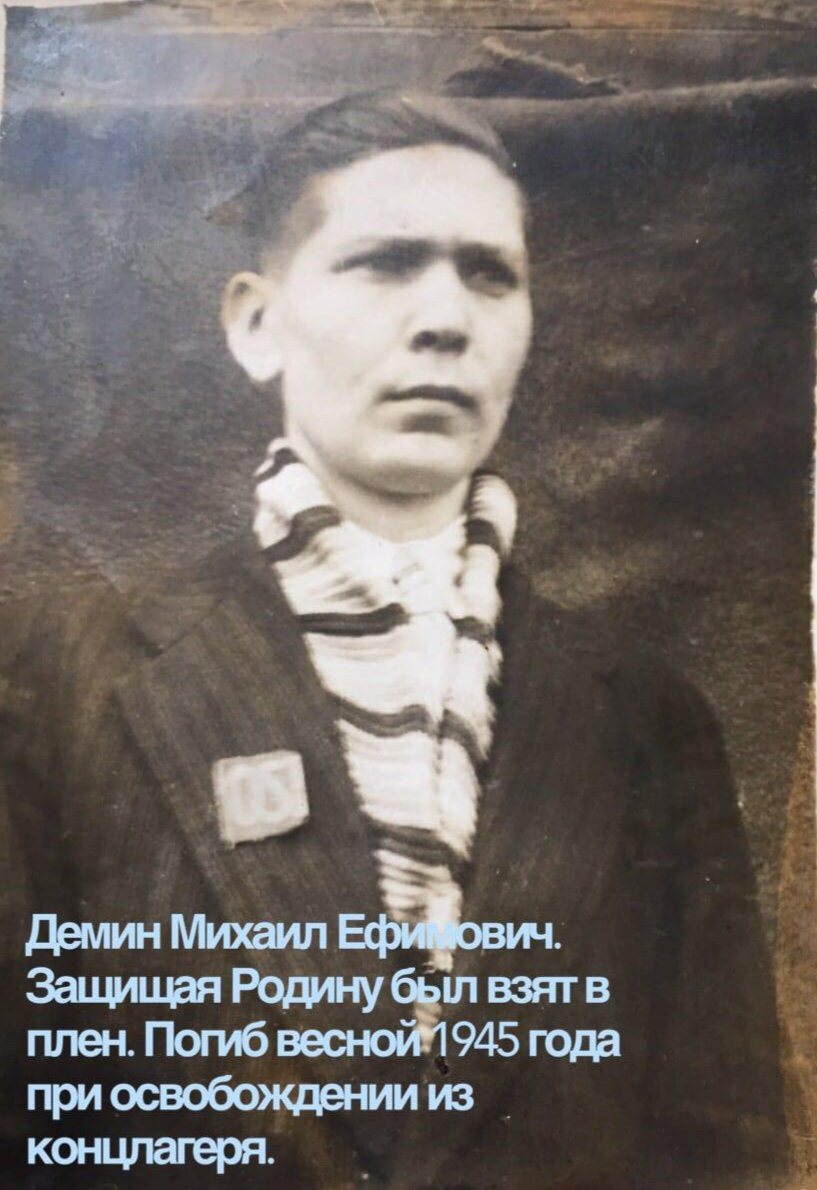 Демин Михаил Ефимович.
Защищая Родину был взят в
плен. Погиб весной 1945 года
при освобождении из
концлагеря.